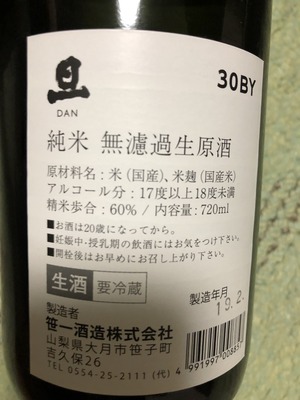 旦
DAN
30BY
純米 無濾過生原酒
原材料名：米（国産）、米麹（国産米）
アルコール分：17度以上18度未満
精米歩合：60% / 内容量：720ml
■お酒は20歳になってから。
■妊娠中・授乳期の飲酒にはお気をつけ下さい。
■開栓後はお早めにお召し上がり下さい。
生酒 要冷蔵
製造年月
19.2.
製造者
笹一酒造株式会社
山梨県大月市笹子町
吉久保26
TEL 0554-25-2111（代）